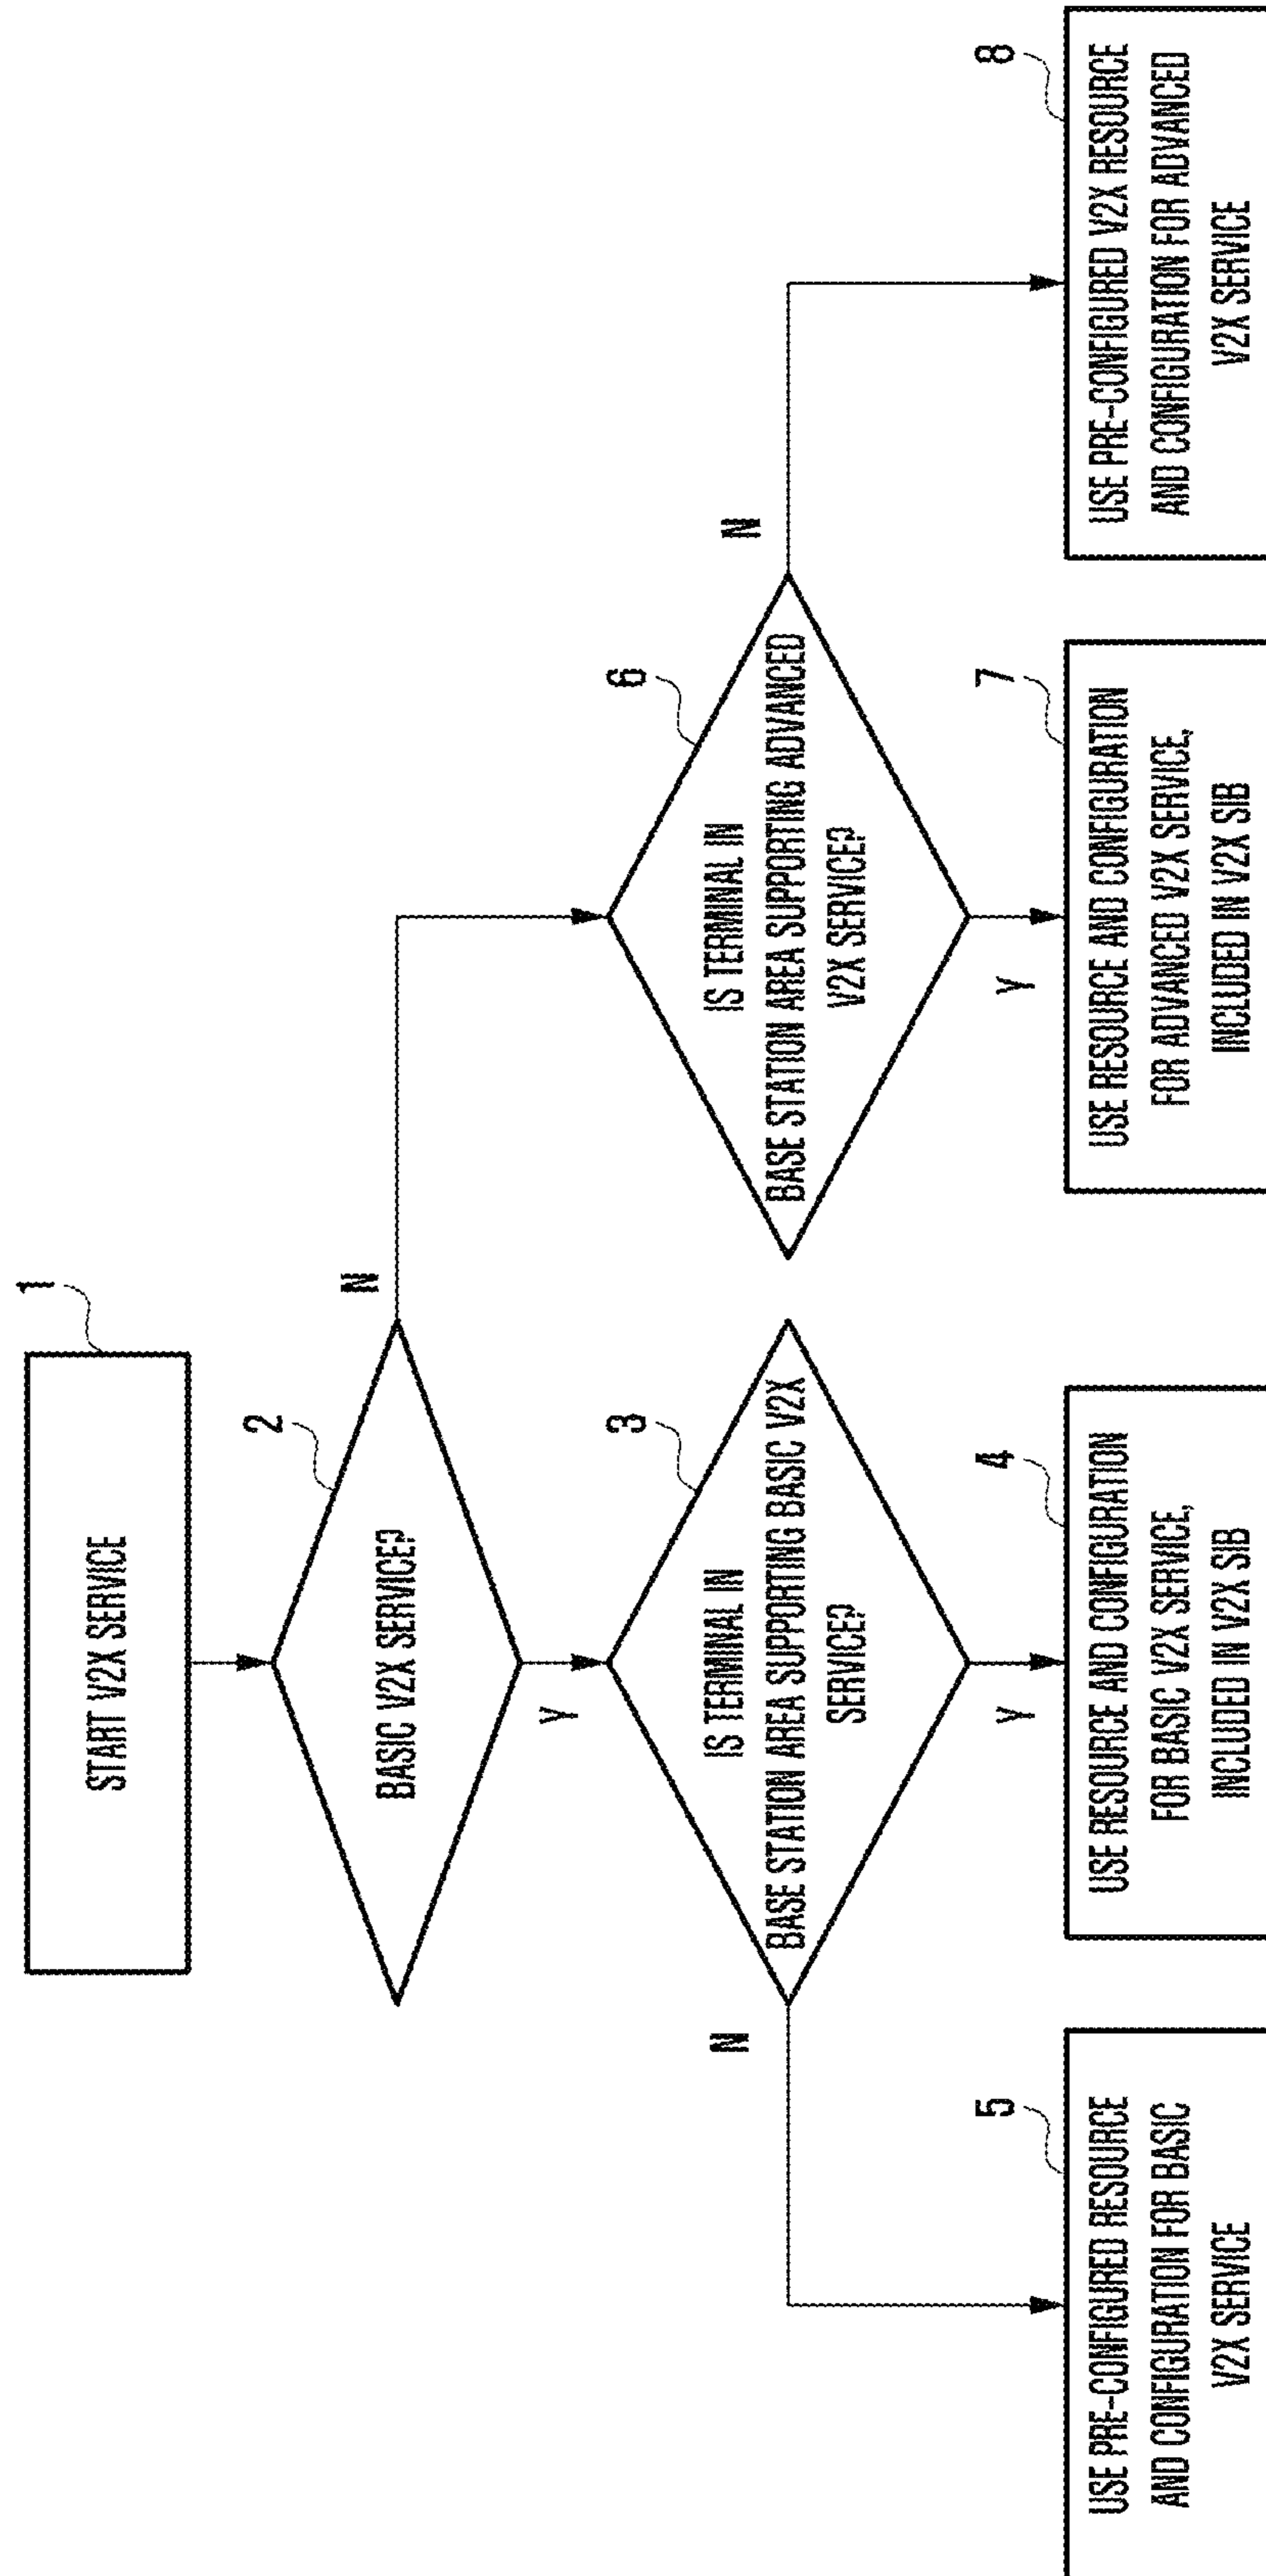 1
START V2X SERVICE
2
BASIC V2X SERVICE?
N
Y
3
IS TERMINAL IN
BASE STATION AREA SUPPORTING BASIC V2X
SERVICE?
N
Y
6
IS TERMINAL IN
BASE STATION AREA SUPPORTING ADVANCED
V2X SERVICE?
N
Y
5
USE PRE-CONFIGURED RESOURCE
AND CONFIGURATION FOR BASIC
V2X SERVICE
4
USE RESOURCE AND CONFIGURATION
FOR BASIC V2X SERVICE,
INCLUDED IN V2X SIB
7
USE RESOURCE AND CONFIGURATION
FOR ADVANCED V2X SERVICE,
INCLUDED IN V2X SIB
8
USE PRE-CONFIGURED V2X RESOURCE
AND CONFIGURATION FOR ADVANCED
V2X SERVICE